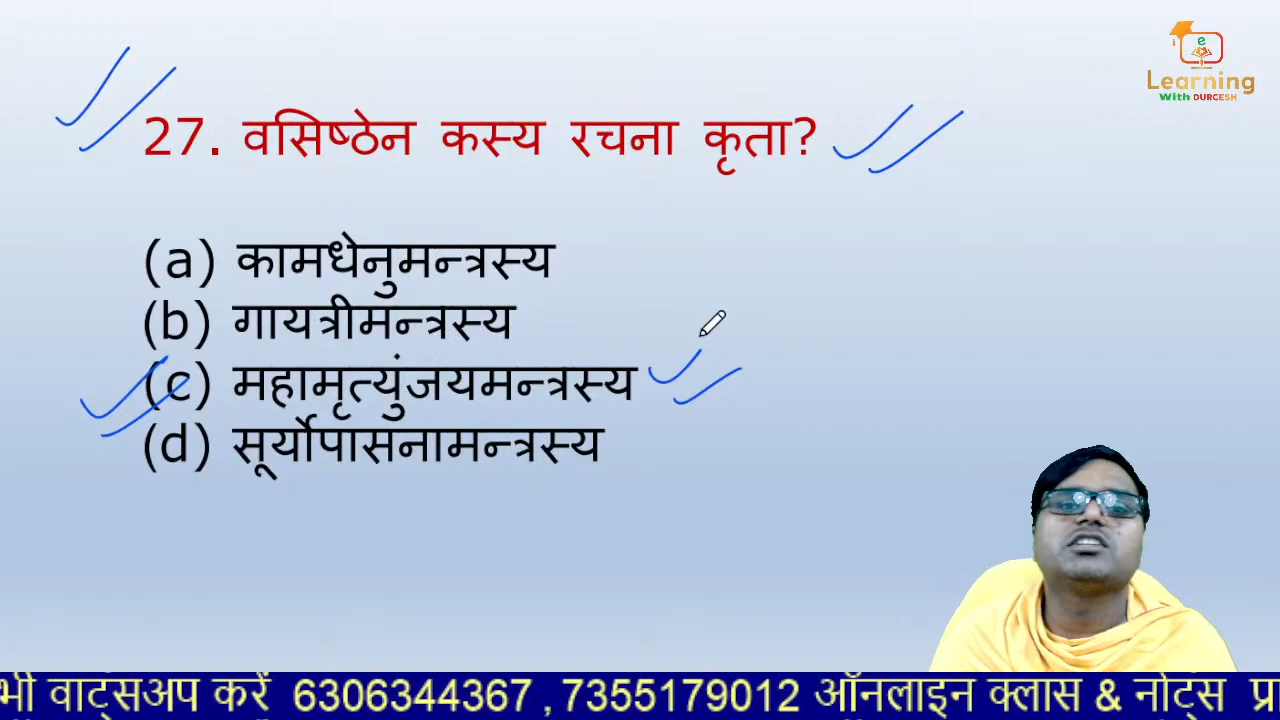 e
Learning
With DURGESH
27. वसिष्ठेन कस्य रचना कृता?
(a) कामधेनुमन्त्रस्य
(b) गायत्रीमन्त्रस्य
(c) महामृत्युंजयमन्त्रस्य
(d) सूर्योपासनामन्त्रस्य
भी वाट्सअप करें 6306344367 , 7355179012 ऑनलाइन क्लास & नोट्स